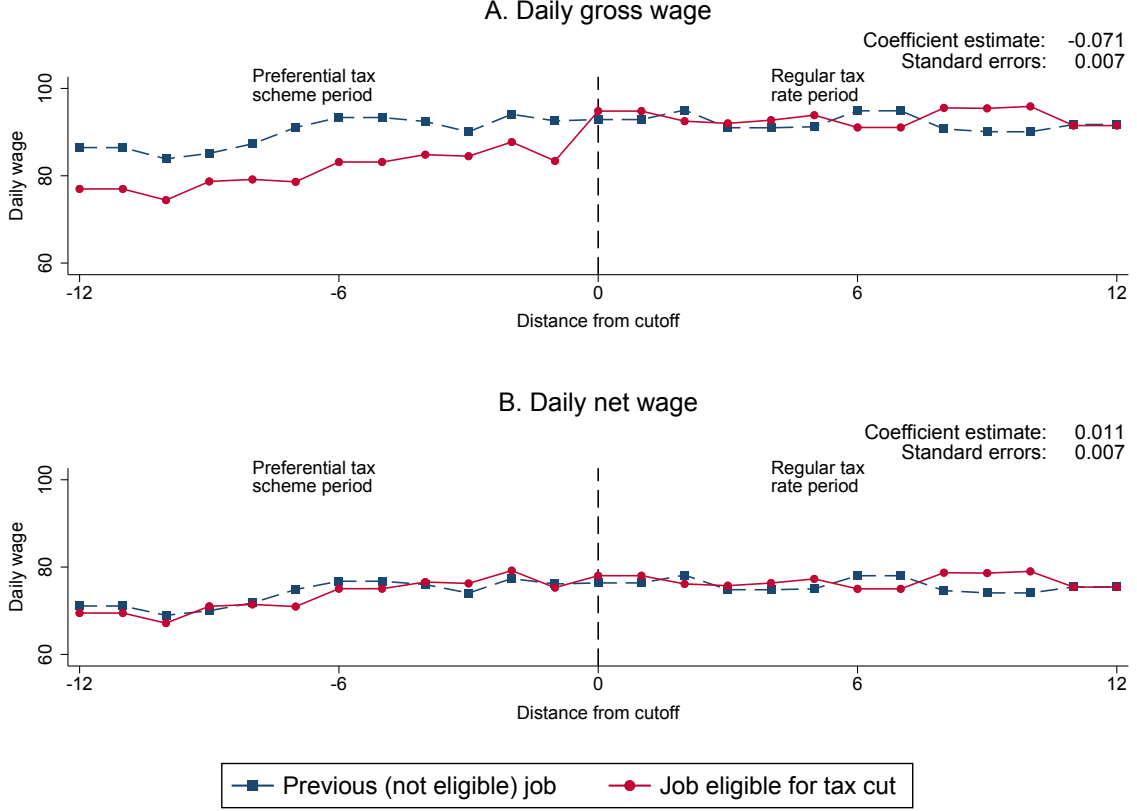 A. Daily gross wage
Coefficient estimate: -0.071
Standard errors: 0.007
Preferential tax
scheme period
Regular tax
rate period
100
80
60
Daily wage
-12 -6 0 6 12
Distance from cutoff
B. Daily net wage
Coefficient estimate: 0.011
Standard errors: 0.007
Preferential tax
scheme period
Regular tax
rate period
100
80
60
Daily wage
-12 -6 0 6 12
Distance from cutoff
Previous (not eligible) job Job eligible for tax cut